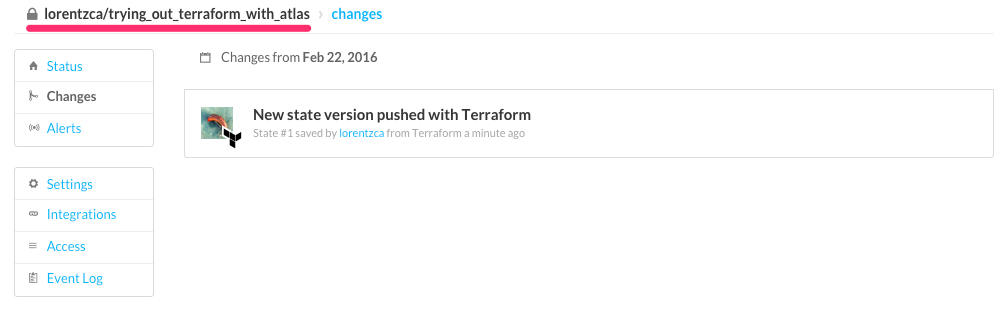 lorentzca/trying_out_terraform_with_atlas › changes
Status
Changes
Alerts
Settings
Integrations
Access
Event Log
Changes from Feb 22, 2016
New state version pushed with Terraform
State #1 saved by lorentzca from Terraform a minute ago